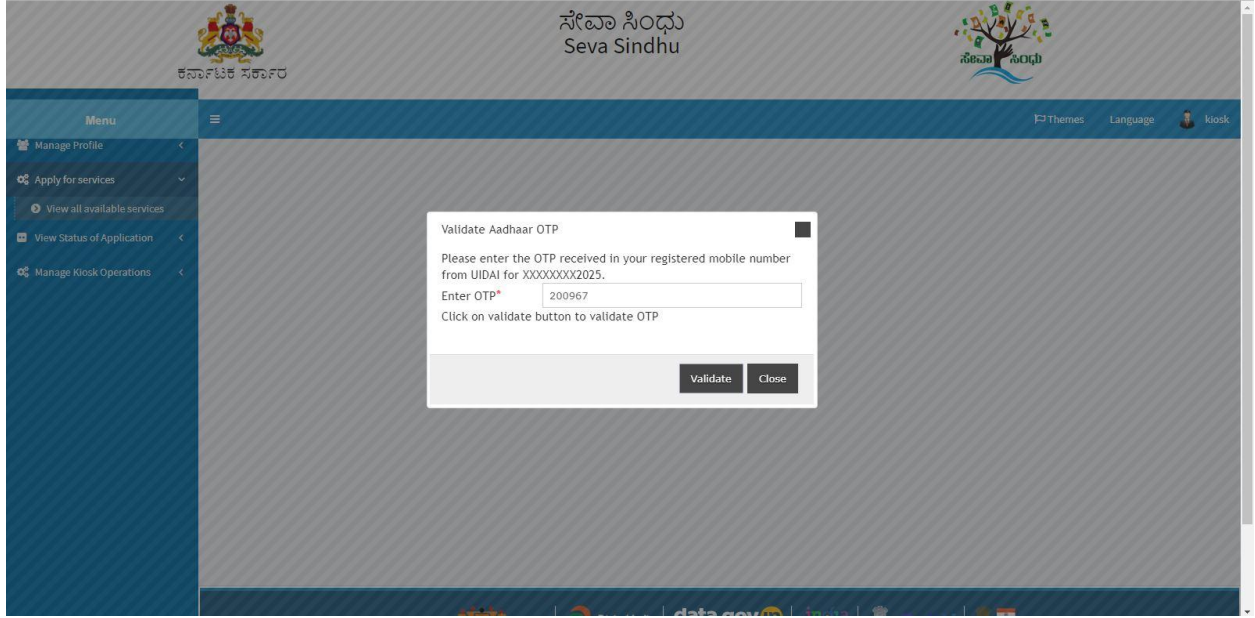 ಸೇವಾ ಸಿಂಧು
Seva Sindhu
ಕರ್ನಾಟಕ ಸರ್ಕಾರ
ಸೇವಾ ಸಿಂಧು
Menu
Themes Language kiosk
Manage Profile
Apply for services
View all available services
View Status of Application
Manage Kiosk Operations
Validate Aadhaar OTP
Please enter the OTP received in your registered mobile number
from UIDAI for XXXXXXXX2025.
Enter OTP* 200967
Click on validate button to validate OTP
Validate Close
data.gov